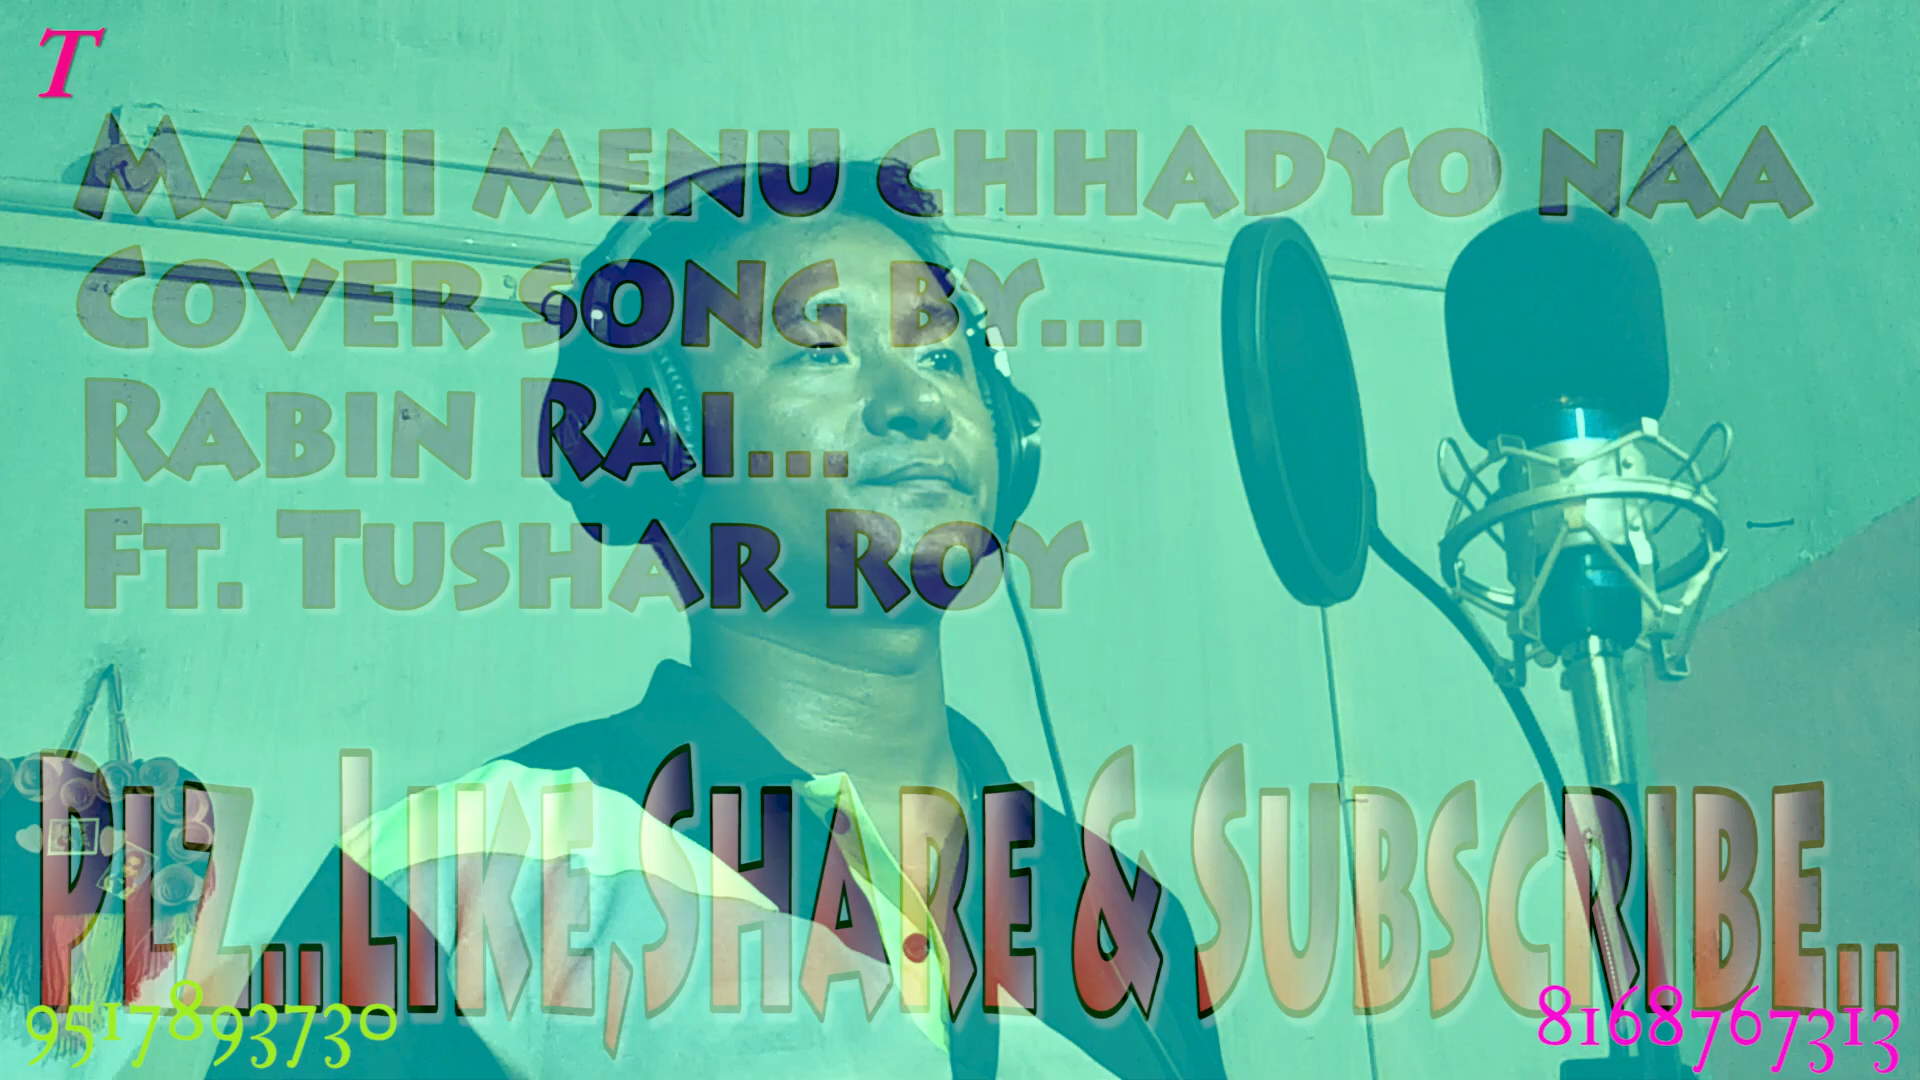 T
Mahi menu chhadyo naa
Cover song by...
Rabin Rai...
Ft. Tushar Roy
Plz..Like,Share & Subscribe..
9517893730
8168767313